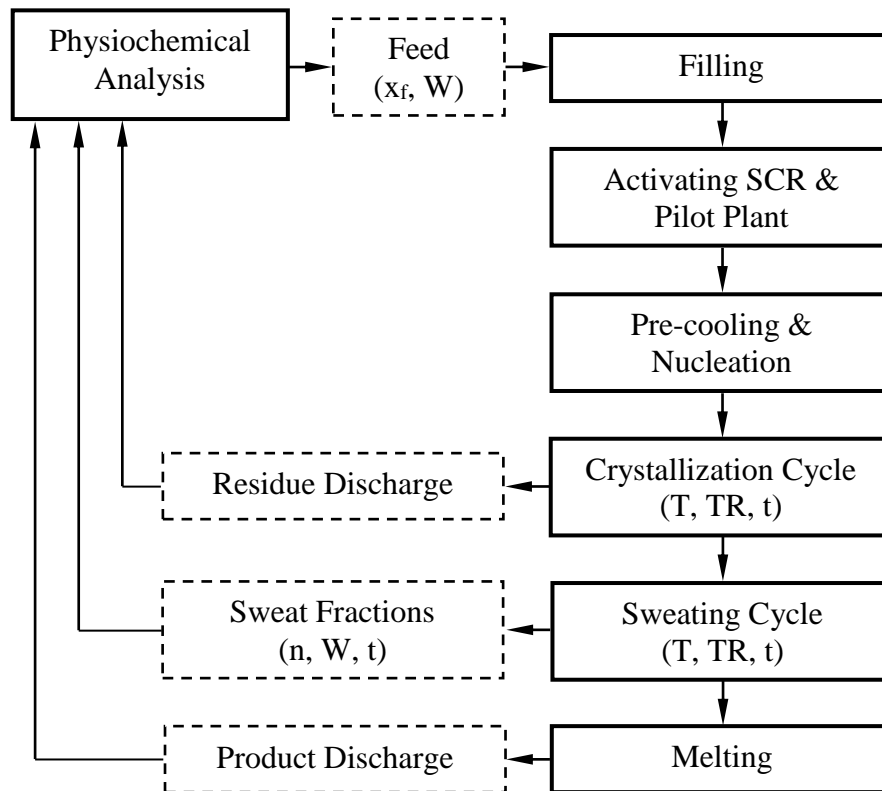 Physiochemical
Analysis
Feed
(xf, W)
Filling
Activating SCR &
Pilot Plant
Pre-cooling &
Nucleation
Residue Discharge
Crystallization Cycle
(T, TR, t)
Sweat Fractions
(n, W, t)
Sweating Cycle
(T, TR, t)
Product Discharge
Melting